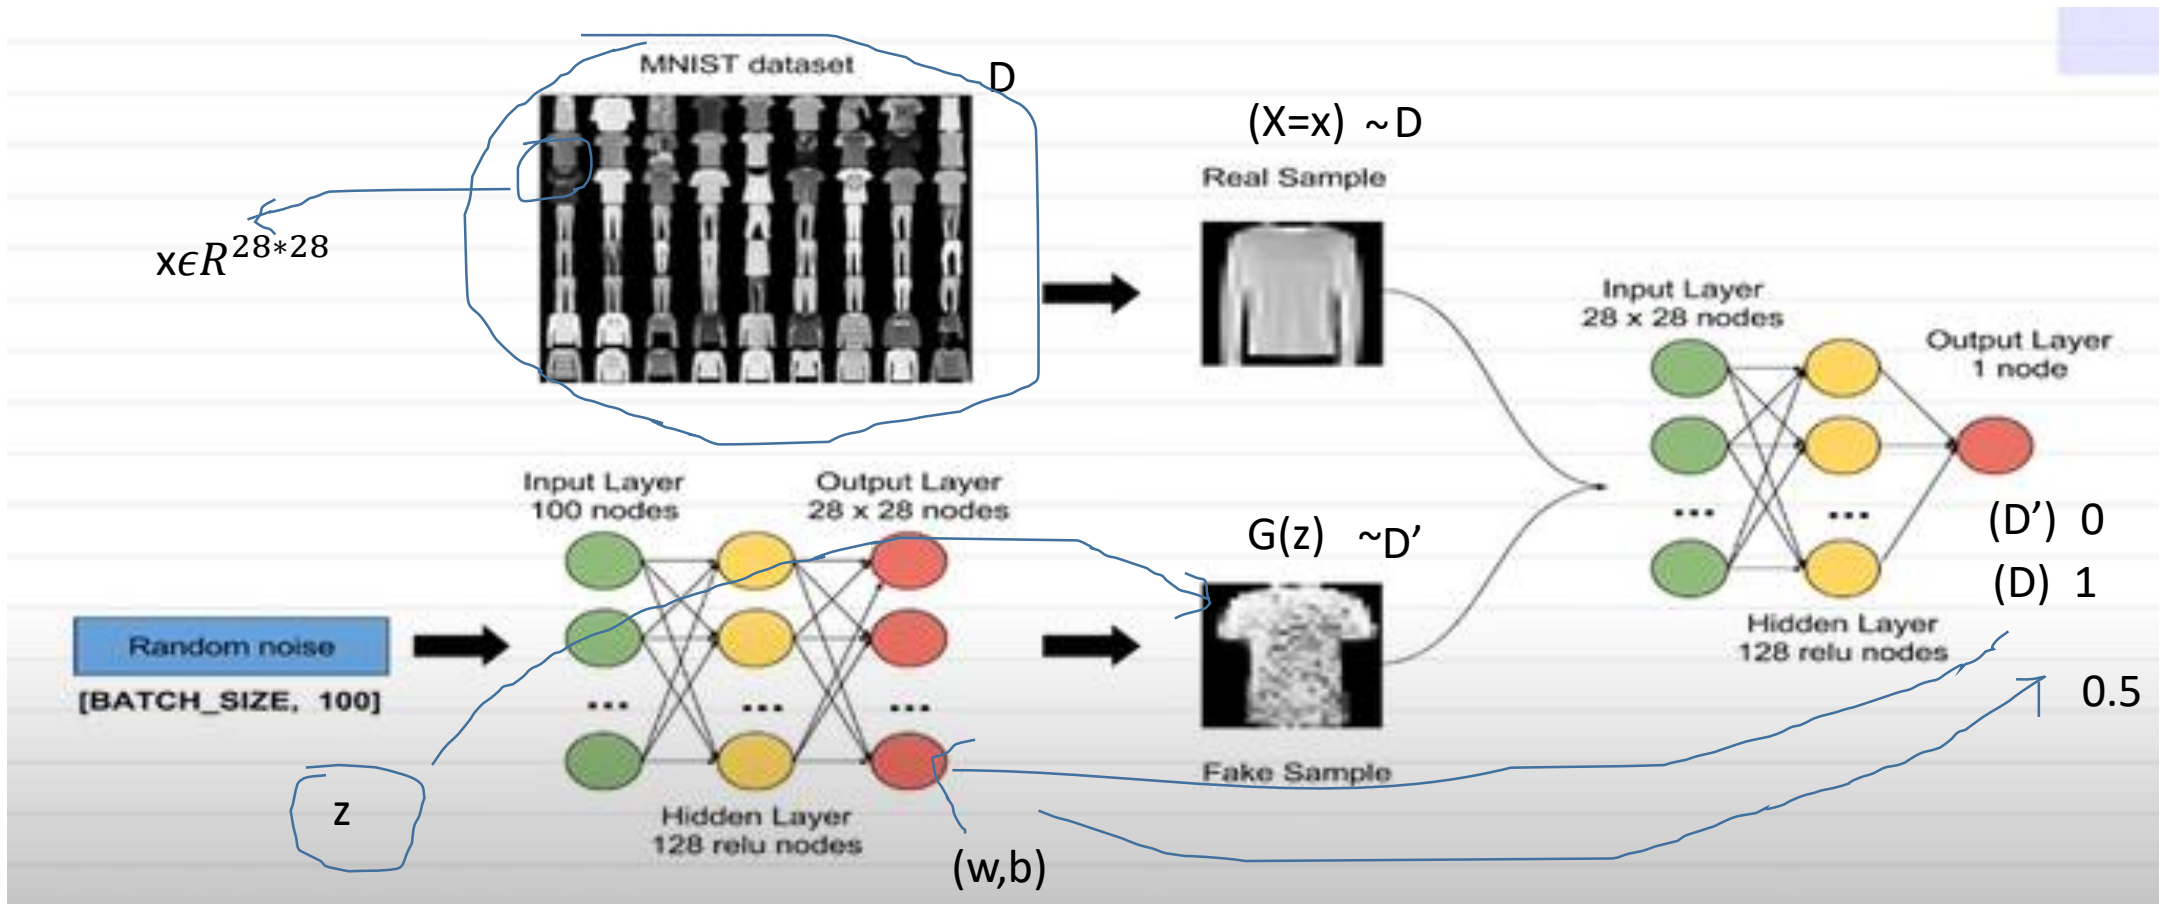 MNIST dataset
D
(X=x) ~D
Real Sample
xϵR^{28*28}
Input Layer
28 x 28 nodes
Output Layer
1 node
Input Layer
100 nodes
Output Layer
28 x 28 nodes
G(z) ~D’
(D’) 0
(D) 1
Random noise
[BATCH_SIZE, 100]
Hidden Layer
128 relu nodes
0.5
Fake Sample
z
Hidden Layer
128 relu nodes
(w,b)